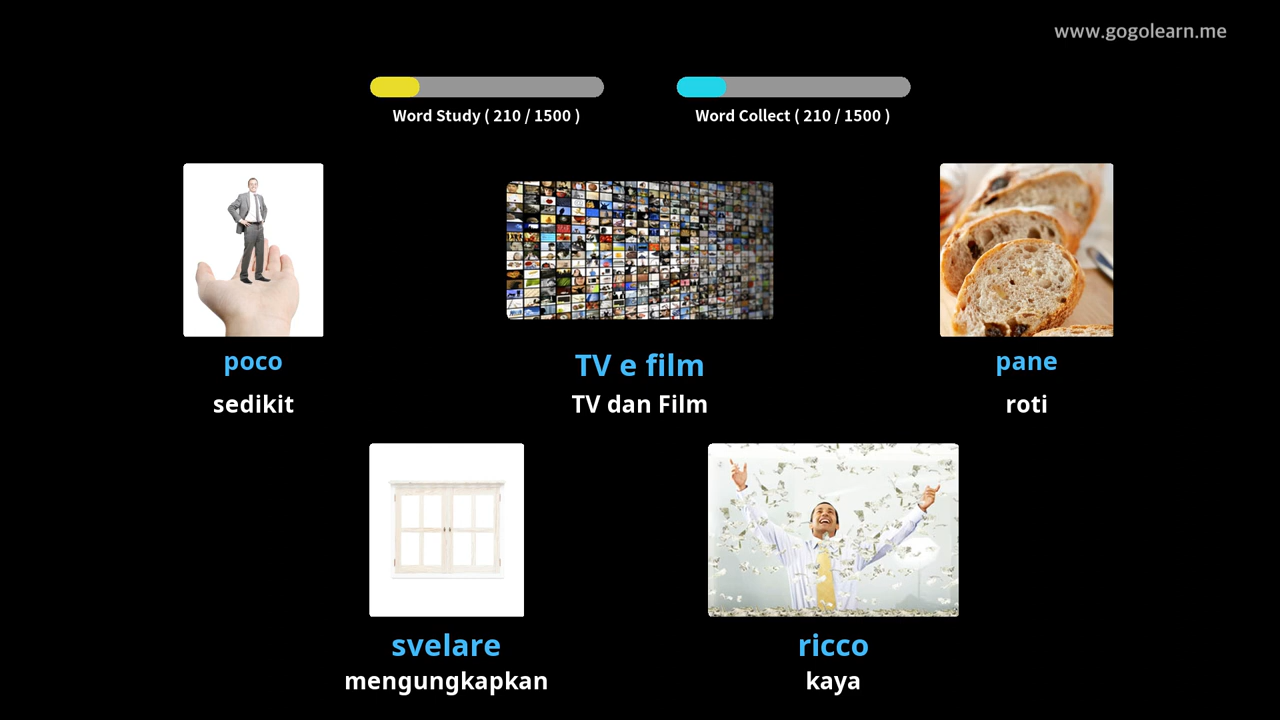 www.gogolearn.me
Word Study ( 210 / 1500 )
Word Collect ( 210 / 1500 )
poco
sedikit
TV e film
TV dan Film
pane
roti
svelare
mengungkapkan
ricco
kaya